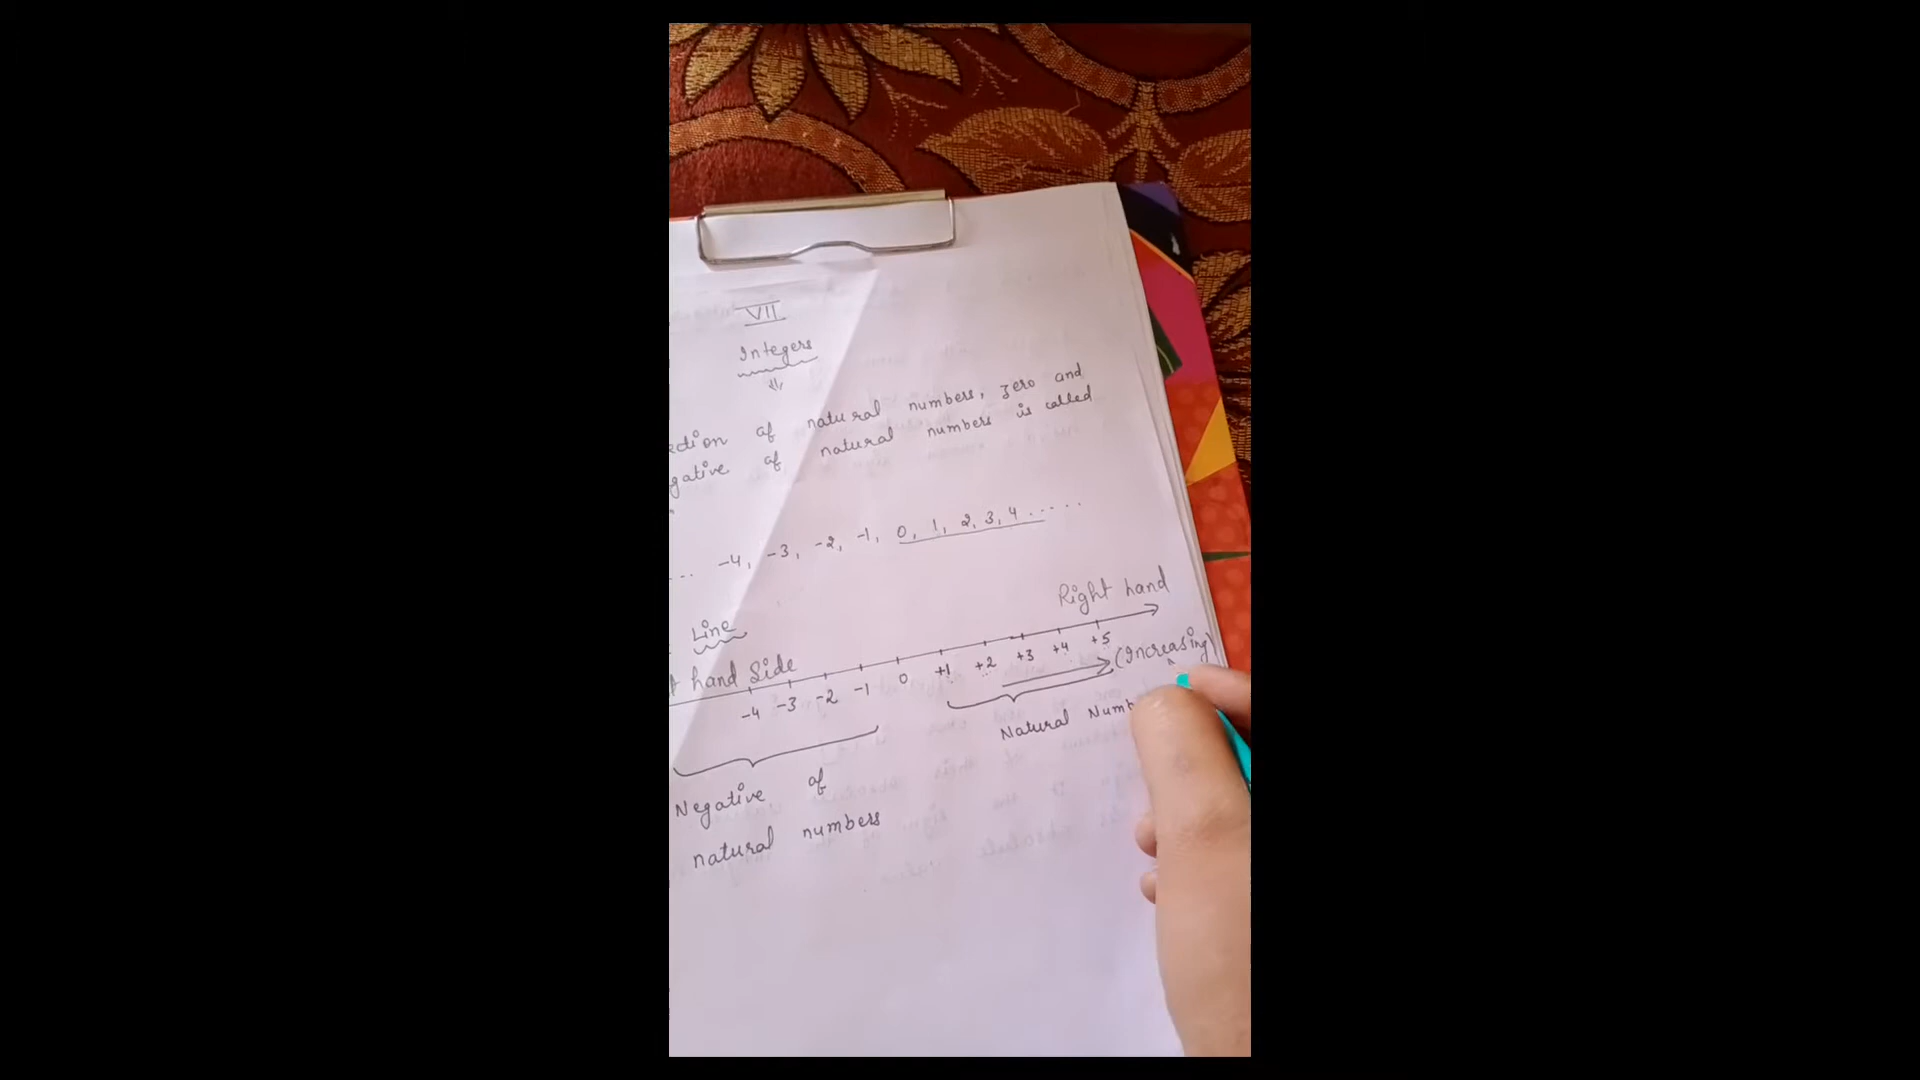 VII
Integers
ection of natural numbers, zero and
gative of natural numbers is called
... -4, -3, -2, -1, 0, 1, 2, 3, 4 ......
Line
Right hand
t hand Side
-4 -3 -2 -1 0 +1 +2 +3 +4 +5
(Increasing)
Natural Numb
Negative of
natural numbers